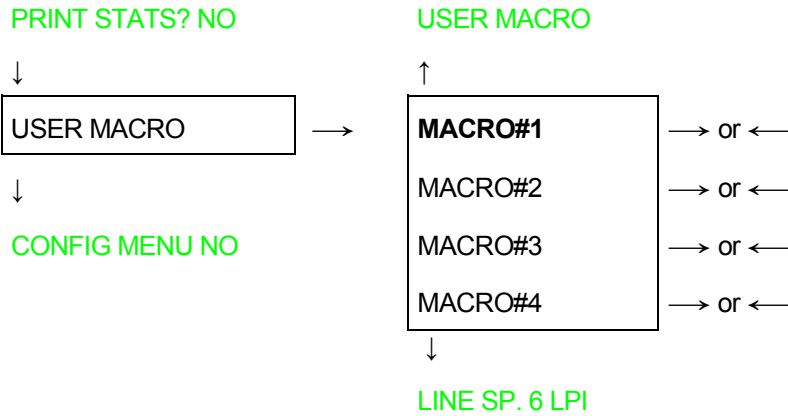 PRINT STATS? NO USER MACRO
↓ ↑
USER MACRO → MACRO#1 → or ←
↓ MACRO#2 → or ←
CONFIG MENU NO MACRO#3 → or ←
MACRO#4 → or ←
↓
LINE SP. 6 LPI